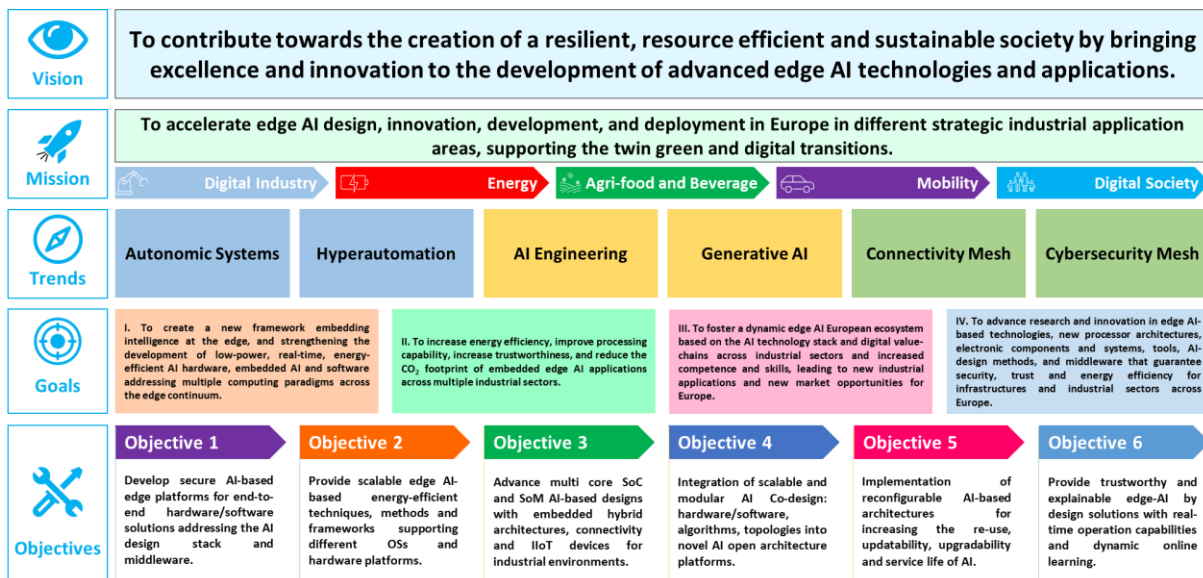 Vision
To contribute towards the creation of a resilient, resource efficient and sustainable society by bringing
excellence and innovation to the development of advanced edge AI technologies and applications.
Mission
To accelerate edge AI design, innovation, development, and deployment in Europe in different strategic industrial application
areas, supporting the twin green and digital transitions.
Digital Industry
Energy
Agri-food and Beverage
Mobility
Digital Society
Trends
Autonomic Systems
Hyperautomation
AI Engineering
Generative AI
Connectivity Mesh
Cybersecurity Mesh
Goals
I. To create a new framework embedding
intelligence at the edge, and strengthening
the development of low-power, real-time, energy-
efficient AI hardware, embedded AI and software
addressing multiple computing paradigms across
the edge continuum.
II. To increase energy efficiency, improve processing
capability, increase trustworthiness, and reduce the
CO₂ footprint of embedded edge AI applications
across multiple industrial sectors.
III. To foster a dynamic edge AI European ecosystem
based on the AI technology stack and digital value-
chains across industrial sectors and increased
competence and skills, leading to new industrial
applications and new market opportunities for
Europe.
IV. To advance research and innovation in edge AI-
based technologies, new processor architectures,
electronic components and systems, tools, AI-
design methods, and middleware that guarantee
security, trust and energy efficiency for
infrastructures and industrial sectors across
Europe.
Objectives
Objective 1
Develop secure AI-based
edge platforms for end-to-
end hardware/software
solutions addressing the AI
design stack and
middleware.
Objective 2
Provide scalable edge AI-
based energy-efficient
techniques, methods and
frameworks supporting
different OSs and
hardware platforms.
Objective 3
Advance multi core SoC
and SoM AI-based designs
with embedded hybrid
architectures, connectivity
and IIoT devices for
industrial environments.
Objective 4
Integration of scalable and
modular AI Co-design:
hardware/software,
algorithms, topologies into
novel AI open architecture
platforms.
Objective 5
Implementation of
reconfigurable AI-based
architectures for
increasing the re-use,
updatability, upgradability
and service life of AI.
Objective 6
Provide trustworthy and
explainable edge-AI by
design solutions with real-
time operation capabilities
and dynamic online
learning.